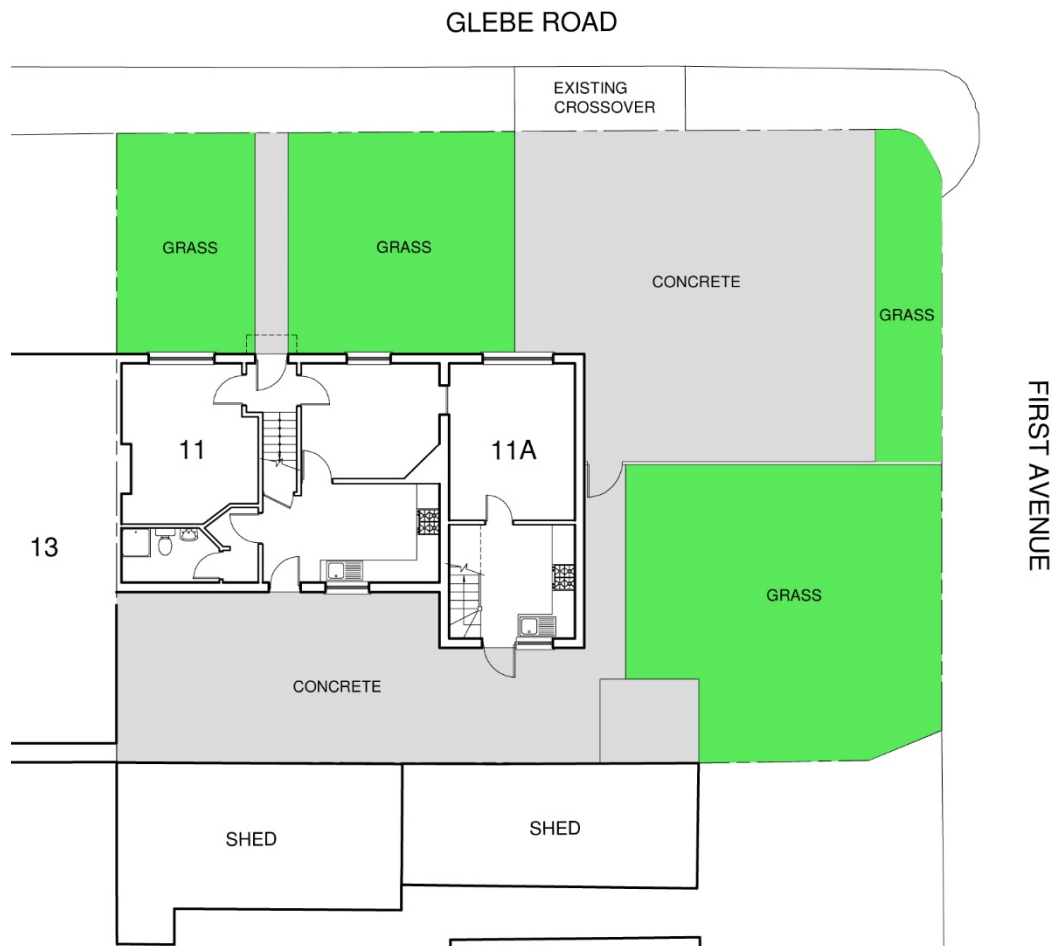 GLEBE ROAD
EXISTING
CROSSOVER
GRASS
GRASS
CONCRETE
GRASS
FIRST AVENUE
11
11A
13
GRASS
CONCRETE
SHED
SHED